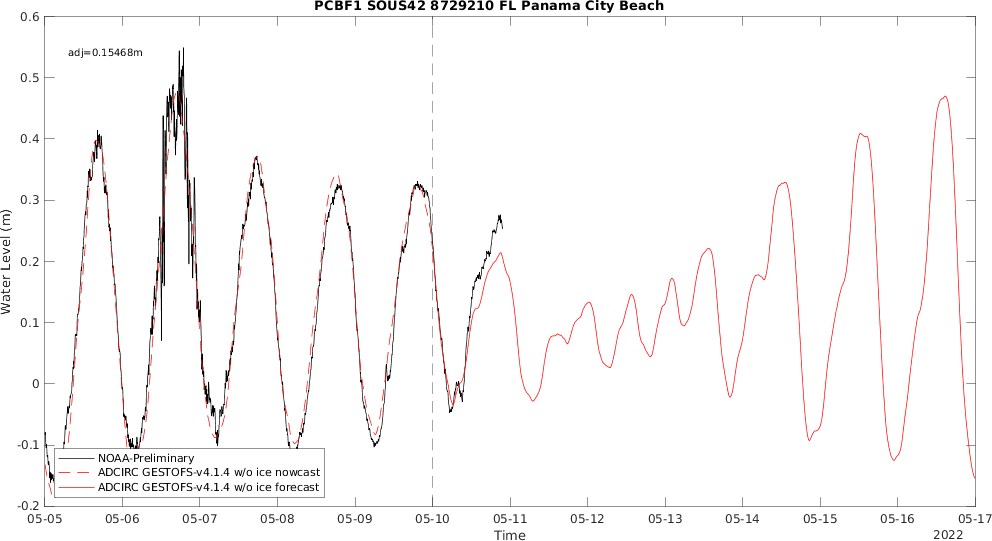 PCBF1 SOUS42 8729210 FL Panama City Beach
adj=0.15468m
Water Level (m)
0.6
0.5
0.4
0.3
0.2
0.1
0
-0.1
-0.2
NOAA-Preliminary
ADCIRC GESTOFS-v4.1.4 w/o ice nowcast
ADCIRC GESTOFS-v4.1.4 w/o ice forecast
05-05 05-06 05-07 05-08 05-09 05-10 05-11 05-12 05-13 05-14 05-15 05-16 05-17
Time
2022